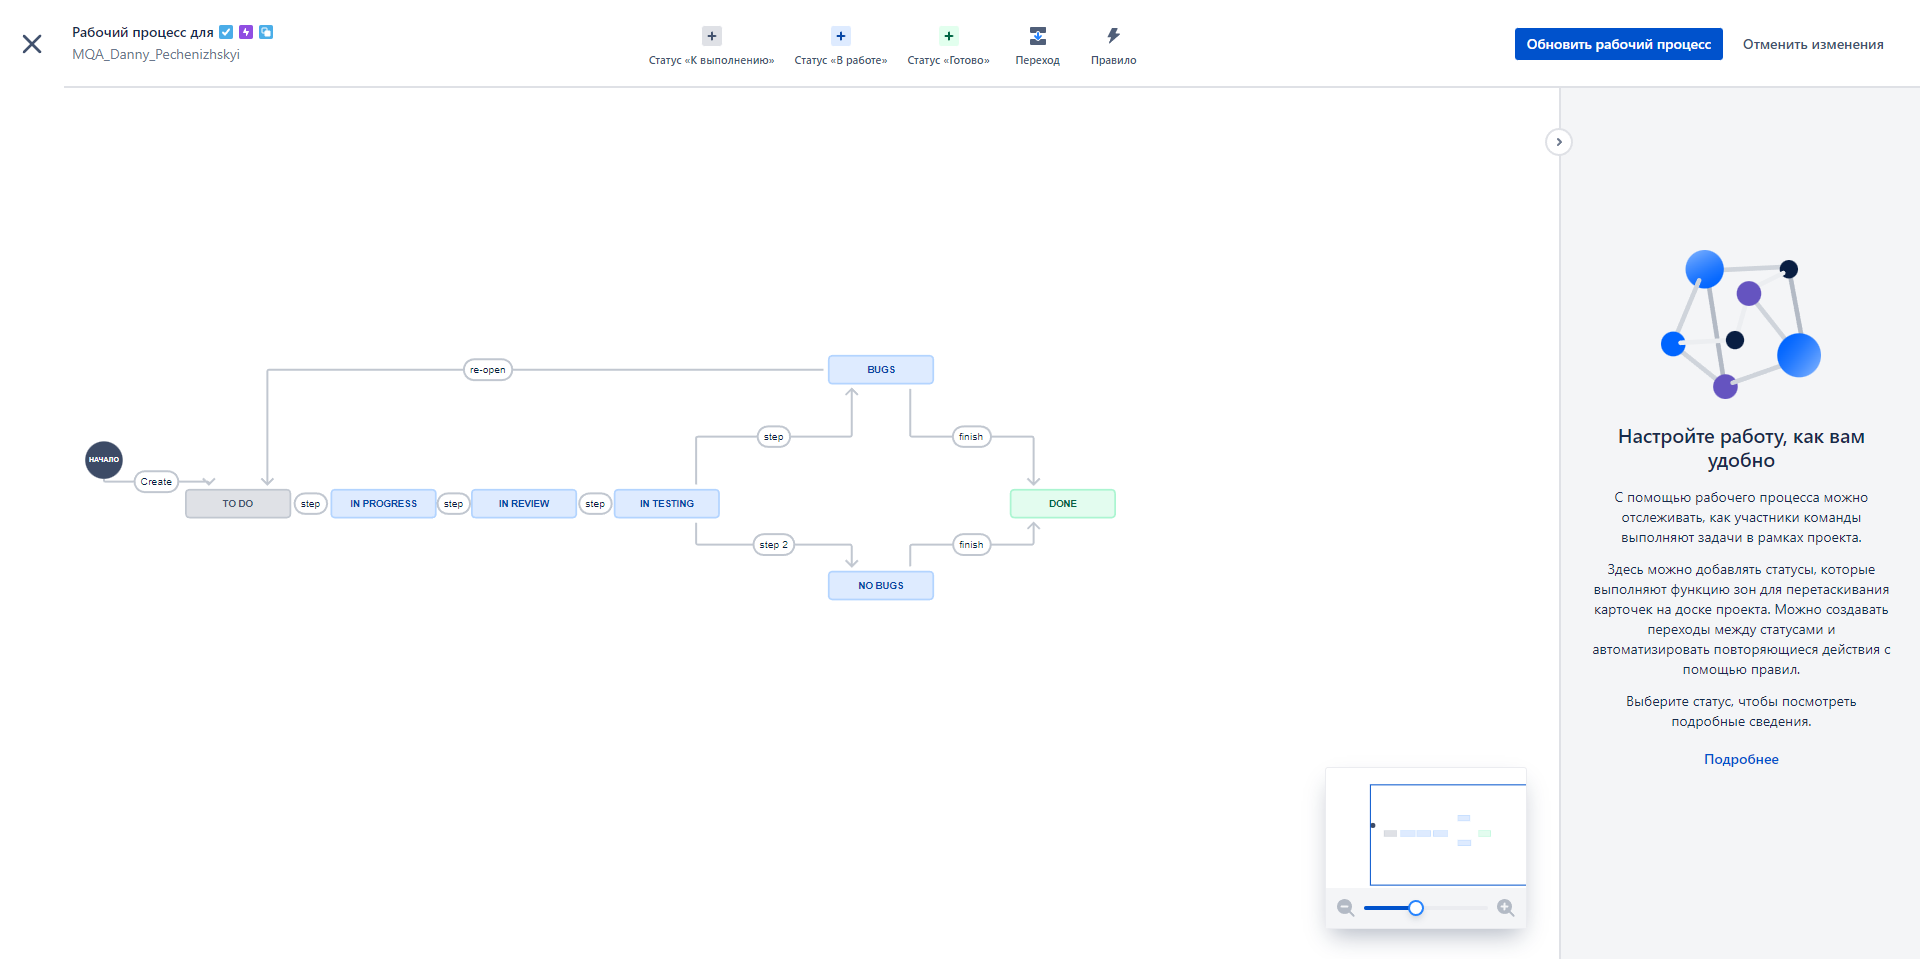 Рабочий процесс для
MQA_Danny_Pechenizhskyi
Статус «К выполнению»
Статус «В работе»
Статус «Готово»
Переход
Правило
Обновить рабочий процесс
Отменить изменения
re-open
BUGS
step
finish
НАЧАЛО
Create
TO DO
step
IN PROGRESS
step
IN REVIEW
step
IN TESTING
DONE
step 2
finish
NO BUGS
Настройте работу, как вам
удобно
С помощью рабочего процесса можно
отслеживать, как участники команды
выполняют задачи в рамках проекта.
Здесь можно добавлять статусы, которые
выполняют функцию зон для перетаскивания
карточек на доске проекта. Можно создавать
переходы между статусами и
автоматизировать повторяющиеся действия с
помощью правил.
Выберите статус, чтобы посмотреть
подробные сведения.
Подробнее